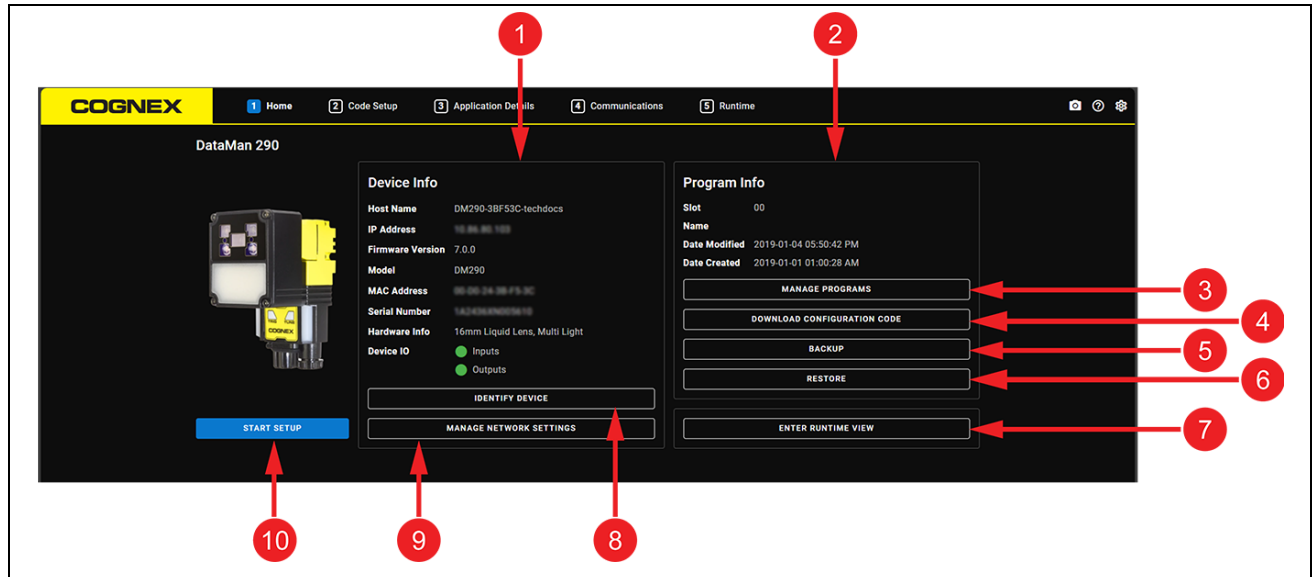 1
2
COGNEX
1 Home
2 Code Setup
3 Application Details
4 Communications
5 Runtime
DataMan 290
Device Info
Host Name DM290-3BF53C-techdocs
IP Address
Firmware Version 7.0.0
Model DM290
MAC Address
Serial Number
Hardware Info 16mm Liquid Lens, Multi Light
Device IO Inputs
Outputs
IDENTIFY DEVICE
MANAGE NETWORK SETTINGS
Program Info
Slot 00
Name
Date Modified 2019-01-04 05:50:42 PM
Date Created 2019-01-01 01:00:28 AM
MANAGE PROGRAMS
3
DOWNLOAD CONFIGURATION CODE
4
BACKUP
5
RESTORE
6
ENTER RUNTIME VIEW
7
COGNEX
START SETUP
10
9
8